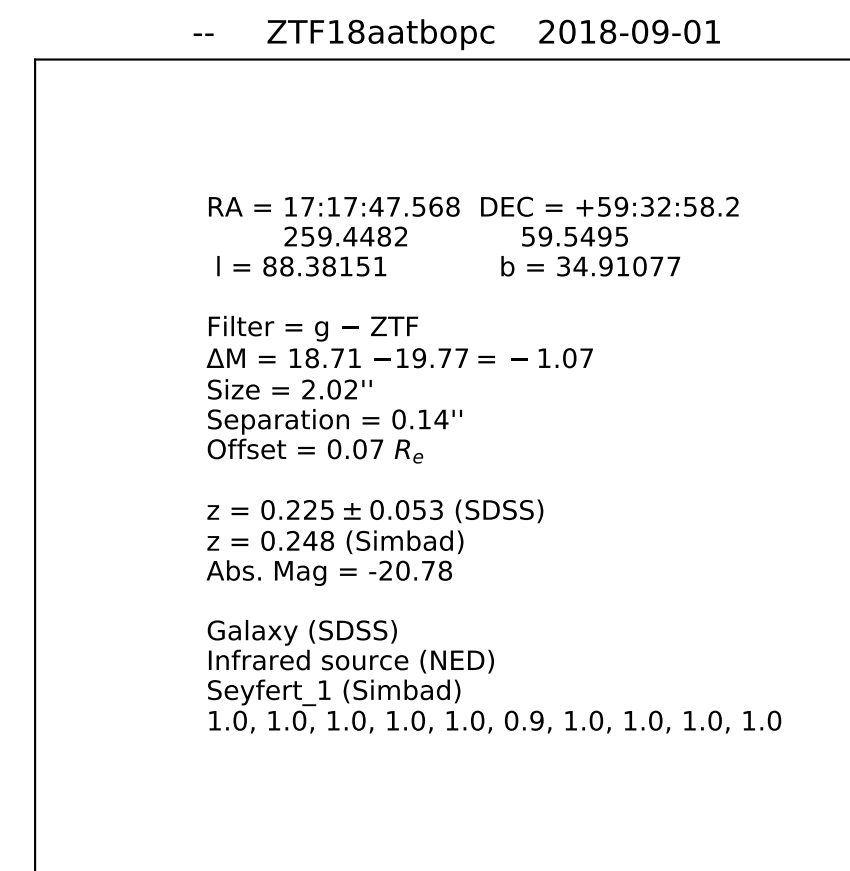 -- ZTF18aatbopc 2018-09-01
RA = 17:17:47.568 DEC = +59:32:58.2
259.4482 59.5495
l = 88.38151 b = 34.91077
Filter = g − ZTF
ΔM = 18.71 −19.77 = − 1.07
Size = 2.02''
Separation = 0.14''
Offset = 0.07 Re
z = 0.225 ± 0.053 (SDSS)
z = 0.248 (Simbad)
Abs. Mag = -20.78
Galaxy (SDSS)
Infrared source (NED)
Seyfert_1 (Simbad)
1.0, 1.0, 1.0, 1.0, 1.0, 0.9, 1.0, 1.0, 1.0, 1.0